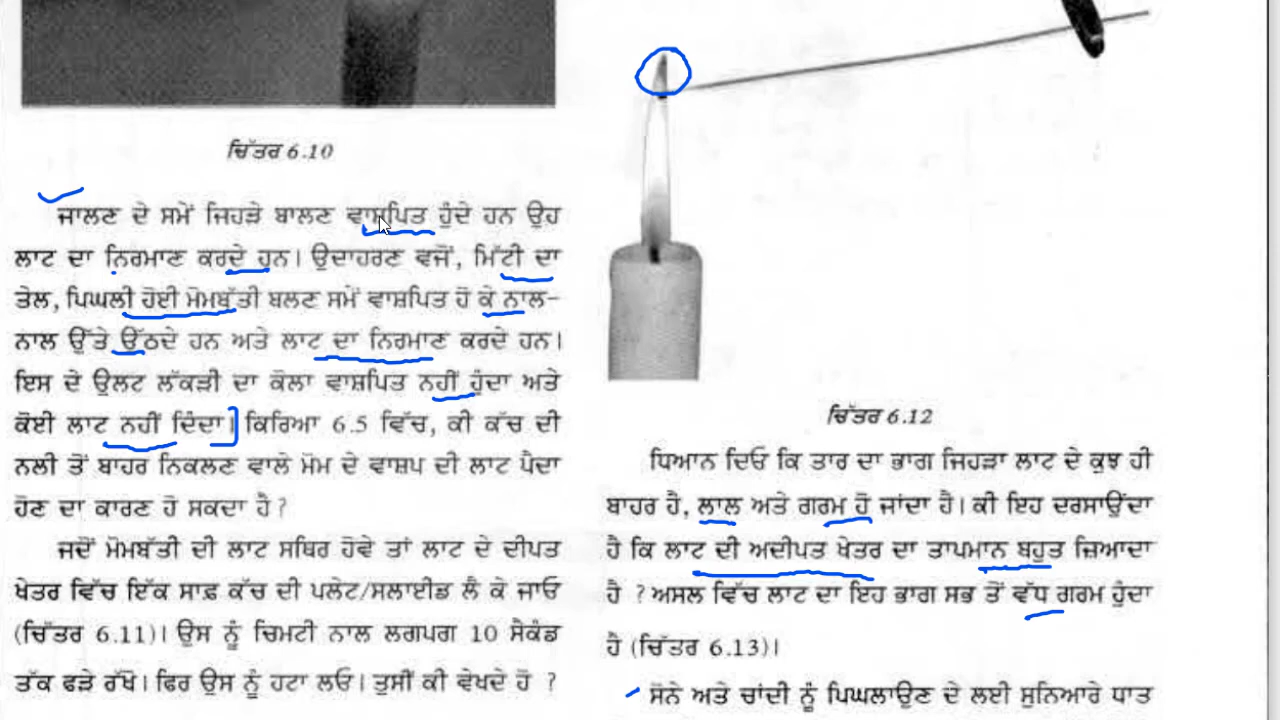 ਚਿੱਤਰ 6.10
ਜਾਲਣ ਦੇ ਸਮੇਂ ਜਿਹੜੇ ਬਾਲਣ ਵਾਸ਼ਪਿਤ ਹੁੰਦੇ ਹਨ ਉਹ
ਲਾਟ ਦਾ ਨਿਰਮਾਣ ਕਰਦੇ ਹਨ। ਉਦਾਹਰਣ ਵਜੋਂ, ਮਿੱਟੀ ਦਾ
ਤੇਲ, ਪਿਘਲੀ ਹੋਈ ਮੋਮਬੱਤੀ ਬਲਣ ਸਮੇਂ ਵਾਸ਼ਪਿਤ ਹੋ ਕੇ ਨਾਲ-
ਨਾਲ ਉੱਤੇ ਉੱਠਦੇ ਹਨ ਅਤੇ ਲਾਟ ਦਾ ਨਿਰਮਾਣ ਕਰਦੇ ਹਨ।
ਇਸ ਦੇ ਉਲਟ ਲੱਕੜੀ ਦਾ ਕੋਲਾ ਵਾਸ਼ਪਿਤ ਨਹੀਂ ਹੁੰਦਾ ਅਤੇ
ਕੋਈ ਲਾਟ ਨਹੀਂ ਦਿੰਦਾ। ਕਿਰਿਆ 6.5 ਵਿੱਚ, ਕੀ ਕੱਚ ਦੀ
ਨਲੀ ਤੋਂ ਬਾਹਰ ਨਿਕਲਣ ਵਾਲੇ ਮੋਮ ਦੇ ਵਾਸ਼ਪ ਦੀ ਲਾਟ ਪੈਦਾ
ਹੋਣ ਦਾ ਕਾਰਣ ਹੋ ਸਕਦਾ ਹੈ ?
ਜਦੋਂ ਮੋਮਬੱਤੀ ਦੀ ਲਾਟ ਸਥਿਰ ਹੋਵੇ ਤਾਂ ਲਾਟ ਦੇ ਦੀਪਤ
ਖੇਤਰ ਵਿੱਚ ਇੱਕ ਸਾਫ਼ ਕੱਚ ਦੀ ਪਲੇਟ/ਸਲਾਈਡ ਲੈ ਕੇ ਜਾਓ
(ਚਿੱਤਰ 6.11)। ਉਸ ਨੂੰ ਚਿਮਟੀ ਨਾਲ ਲਗਪਗ 10 ਸੈਕੰਡ
ਤੱਕ ਫੜੇ ਰੱਖੋ। ਫਿਰ ਉਸ ਨੂੰ ਹਟਾ ਲਓ। ਤੁਸੀਂ ਕੀ ਵੇਖਦੇ ਹੋ ?
ਚਿੱਤਰ 6.12
ਧਿਆਨ ਦਿਓ ਕਿ ਤਾਰ ਦਾ ਭਾਗ ਜਿਹੜਾ ਲਾਟ ਦੇ ਕੁਝ ਹੀ
ਬਾਹਰ ਹੈ, ਲਾਲ ਅਤੇ ਗਰਮ ਹੋ ਜਾਂਦਾ ਹੈ। ਕੀ ਇਹ ਦਰਸਾਉਂਦਾ
ਹੈ ਕਿ ਲਾਟ ਦੀ ਅਦੀਪਤ ਖੇਤਰ ਦਾ ਤਾਪਮਾਨ ਬਹੁਤ ਜ਼ਿਆਦਾ
ਹੈ ? ਅਸਲ ਵਿੱਚ ਲਾਟ ਦਾ ਇਹ ਭਾਗ ਸਭ ਤੋਂ ਵੱਧ ਗਰਮ ਹੁੰਦਾ
ਹੈ (ਚਿੱਤਰ 6.13)।
ਸੋਨੇ ਅਤੇ ਚਾਂਦੀ ਨੂੰ ਪਿਘਲਾਉਣ ਦੇ ਲਈ ਸੁਨਿਆਰੇ ਧਾਤ